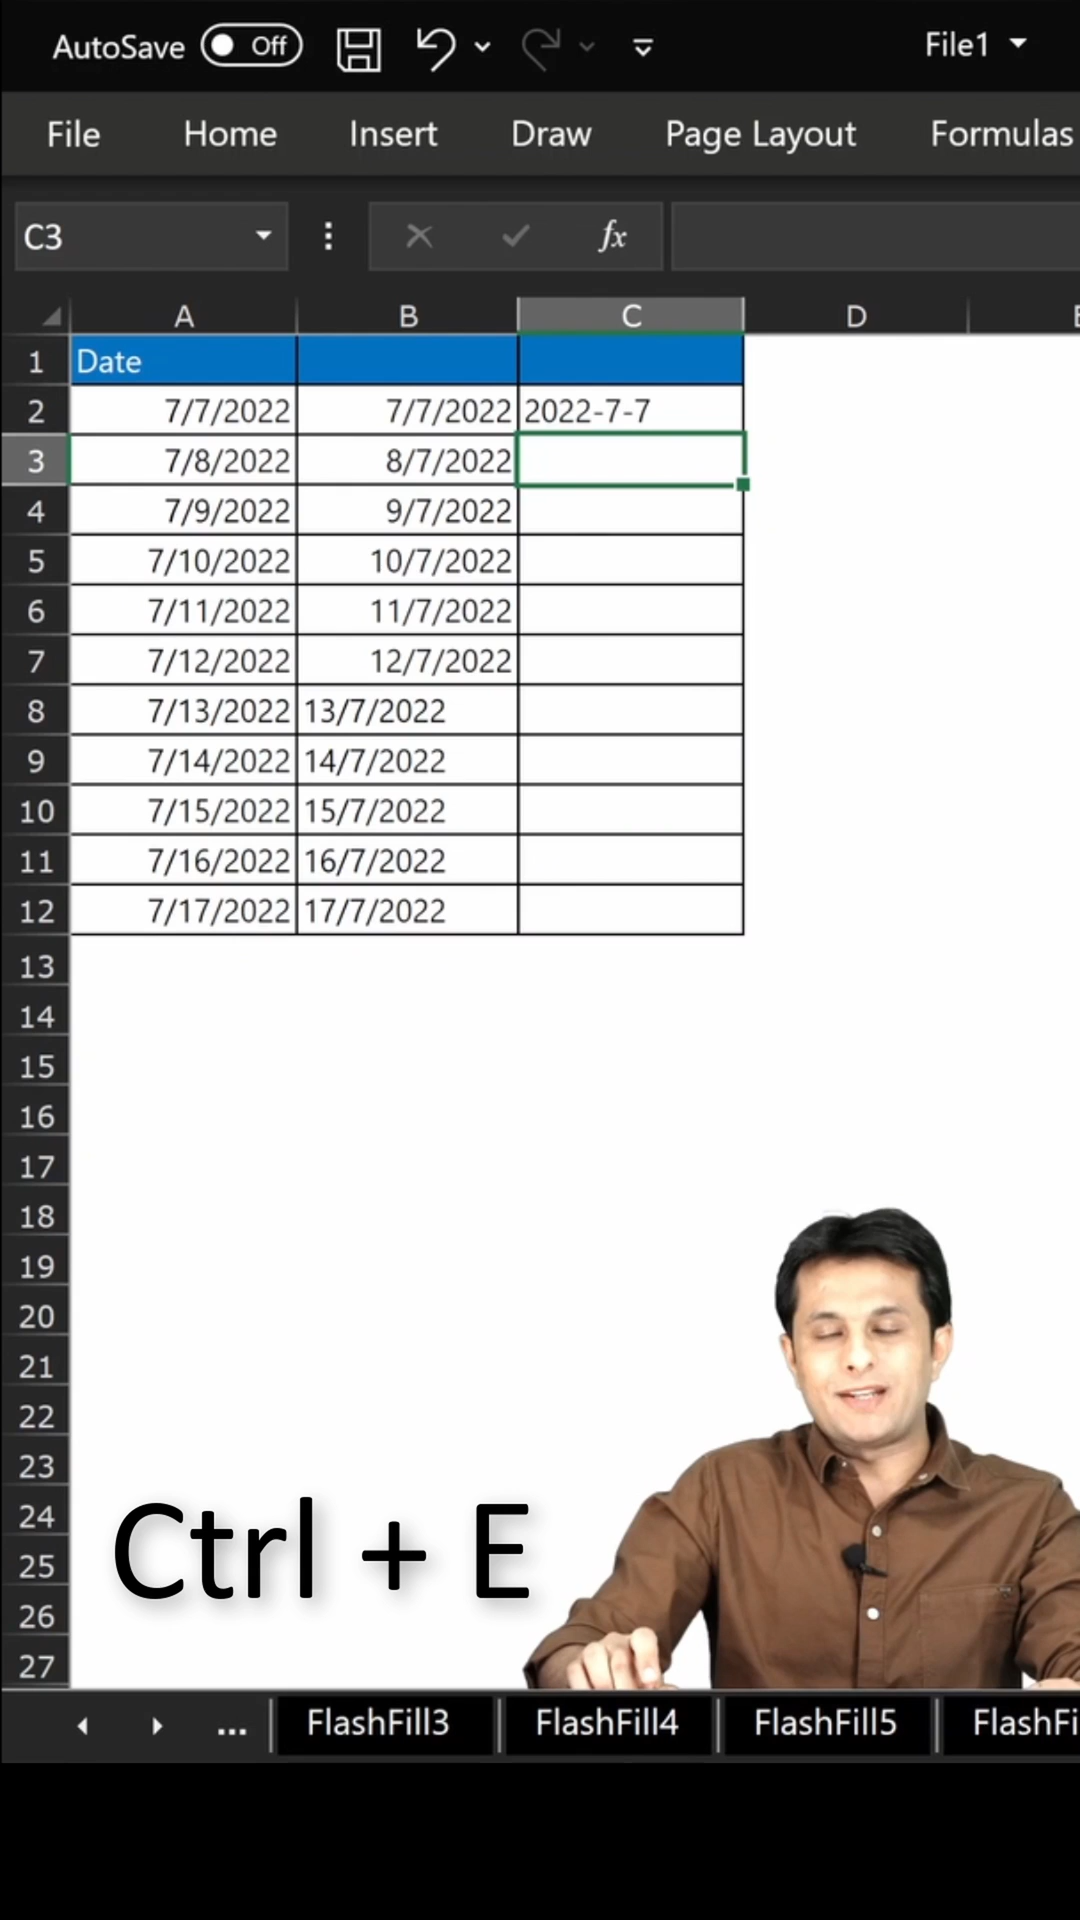 AutoSave Off File1
File Home Insert Draw Page Layout Formulas
C3 fx
A B C D
1 Date
2 7/7/2022 7/7/2022 2022-7-7
3 7/8/2022 8/7/2022
4 7/9/2022 9/7/2022
5 7/10/2022 10/7/2022
6 7/11/2022 11/7/2022
7 7/12/2022 12/7/2022
8 7/13/2022 13/7/2022
9 7/14/2022 14/7/2022
10 7/15/2022 15/7/2022
11 7/16/2022 16/7/2022
12 7/17/2022 17/7/2022
13
14
15
16
17
18
19
20
21
22
23
24
25
26
27
Ctrl + E
... FlashFill3 FlashFill4 FlashFill5 FlashFi